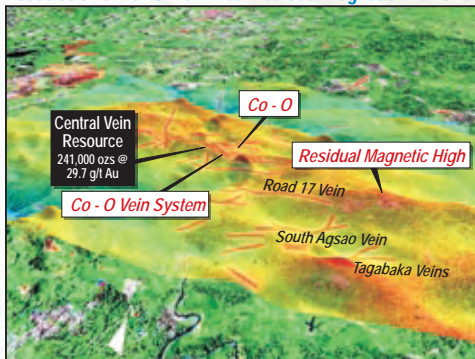 Co - O
Central Vein
Resource
241,000 ozs @
29.7 g/t Au
Residual Magnetic High
Road 17 Vein
Co - O Vein System
South Agsao Vein
Tagabaka Veins